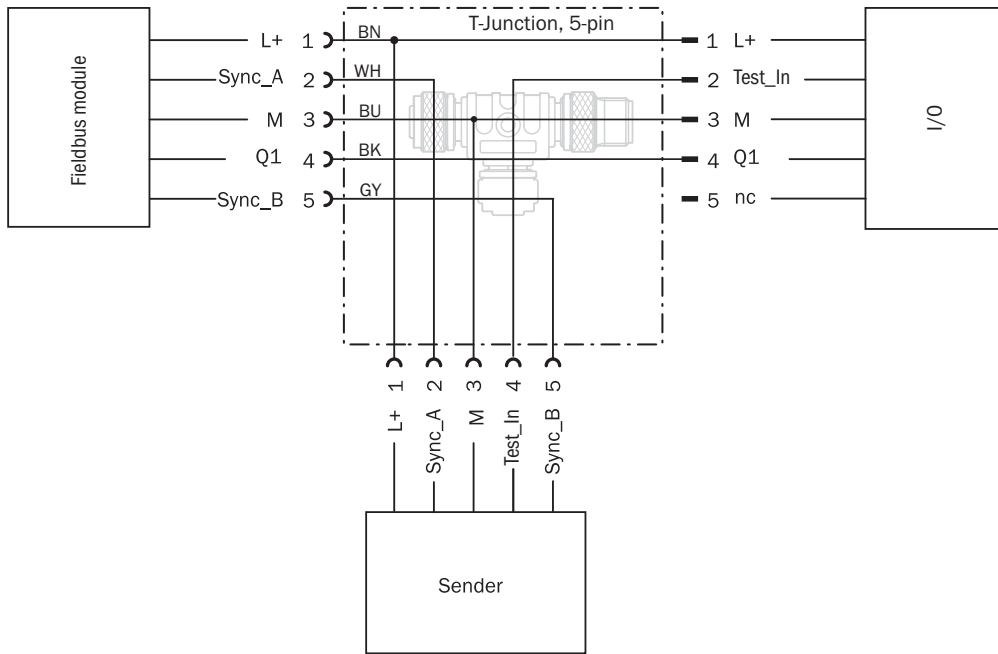 T-Junction, 5-pin
Fieldbus module
L+ 1 BN
Sync_A 2 WH
M 3 BU
Q1 4 BK
Sync_B 5 GY
1 L+
2 Test_In
3 M
4 Q1
5 nc
I/O
1 2 3 4 5
L+ Sync_A M Test_In Sync_B
Sender